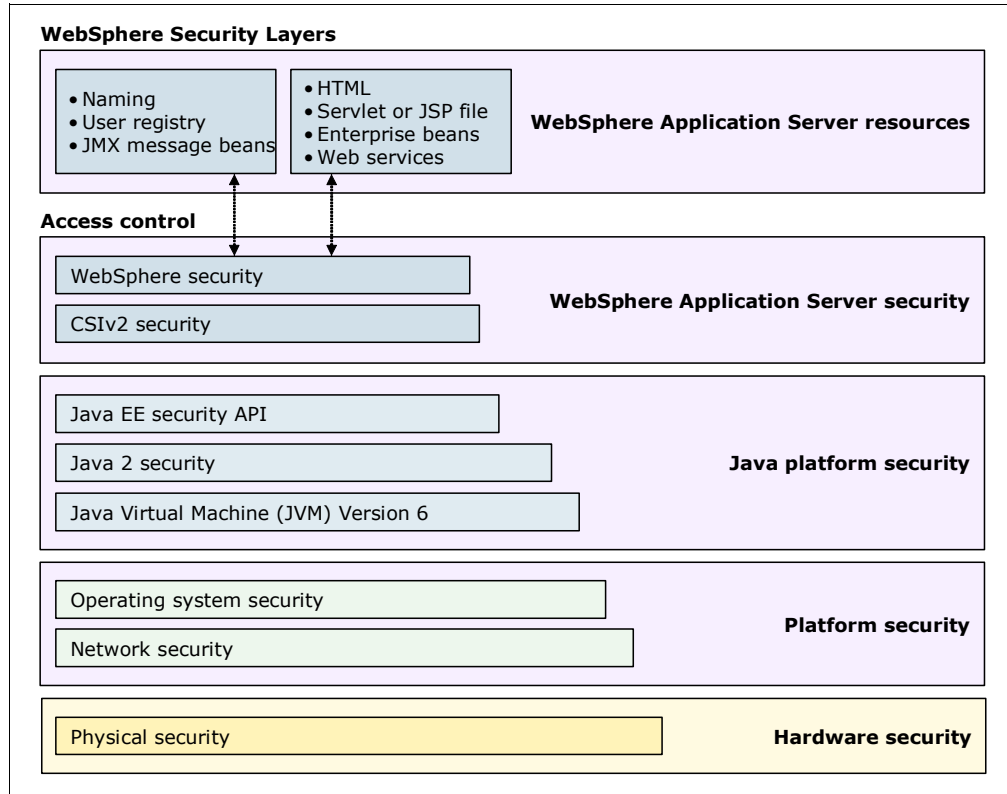 WebSphere Security Layers
• Naming
• User registry
• JMX message beans
• HTML
• Servlet or JSP file
• Enterprise beans
• Web services
WebSphere Application Server resources
Access control
WebSphere security
CSIv2 security
WebSphere Application Server security
Java EE security API
Java 2 security
Java Virtual Machine (JVM) Version 6
Java platform security
Operating system security
Network security
Platform security
Physical security
Hardware security